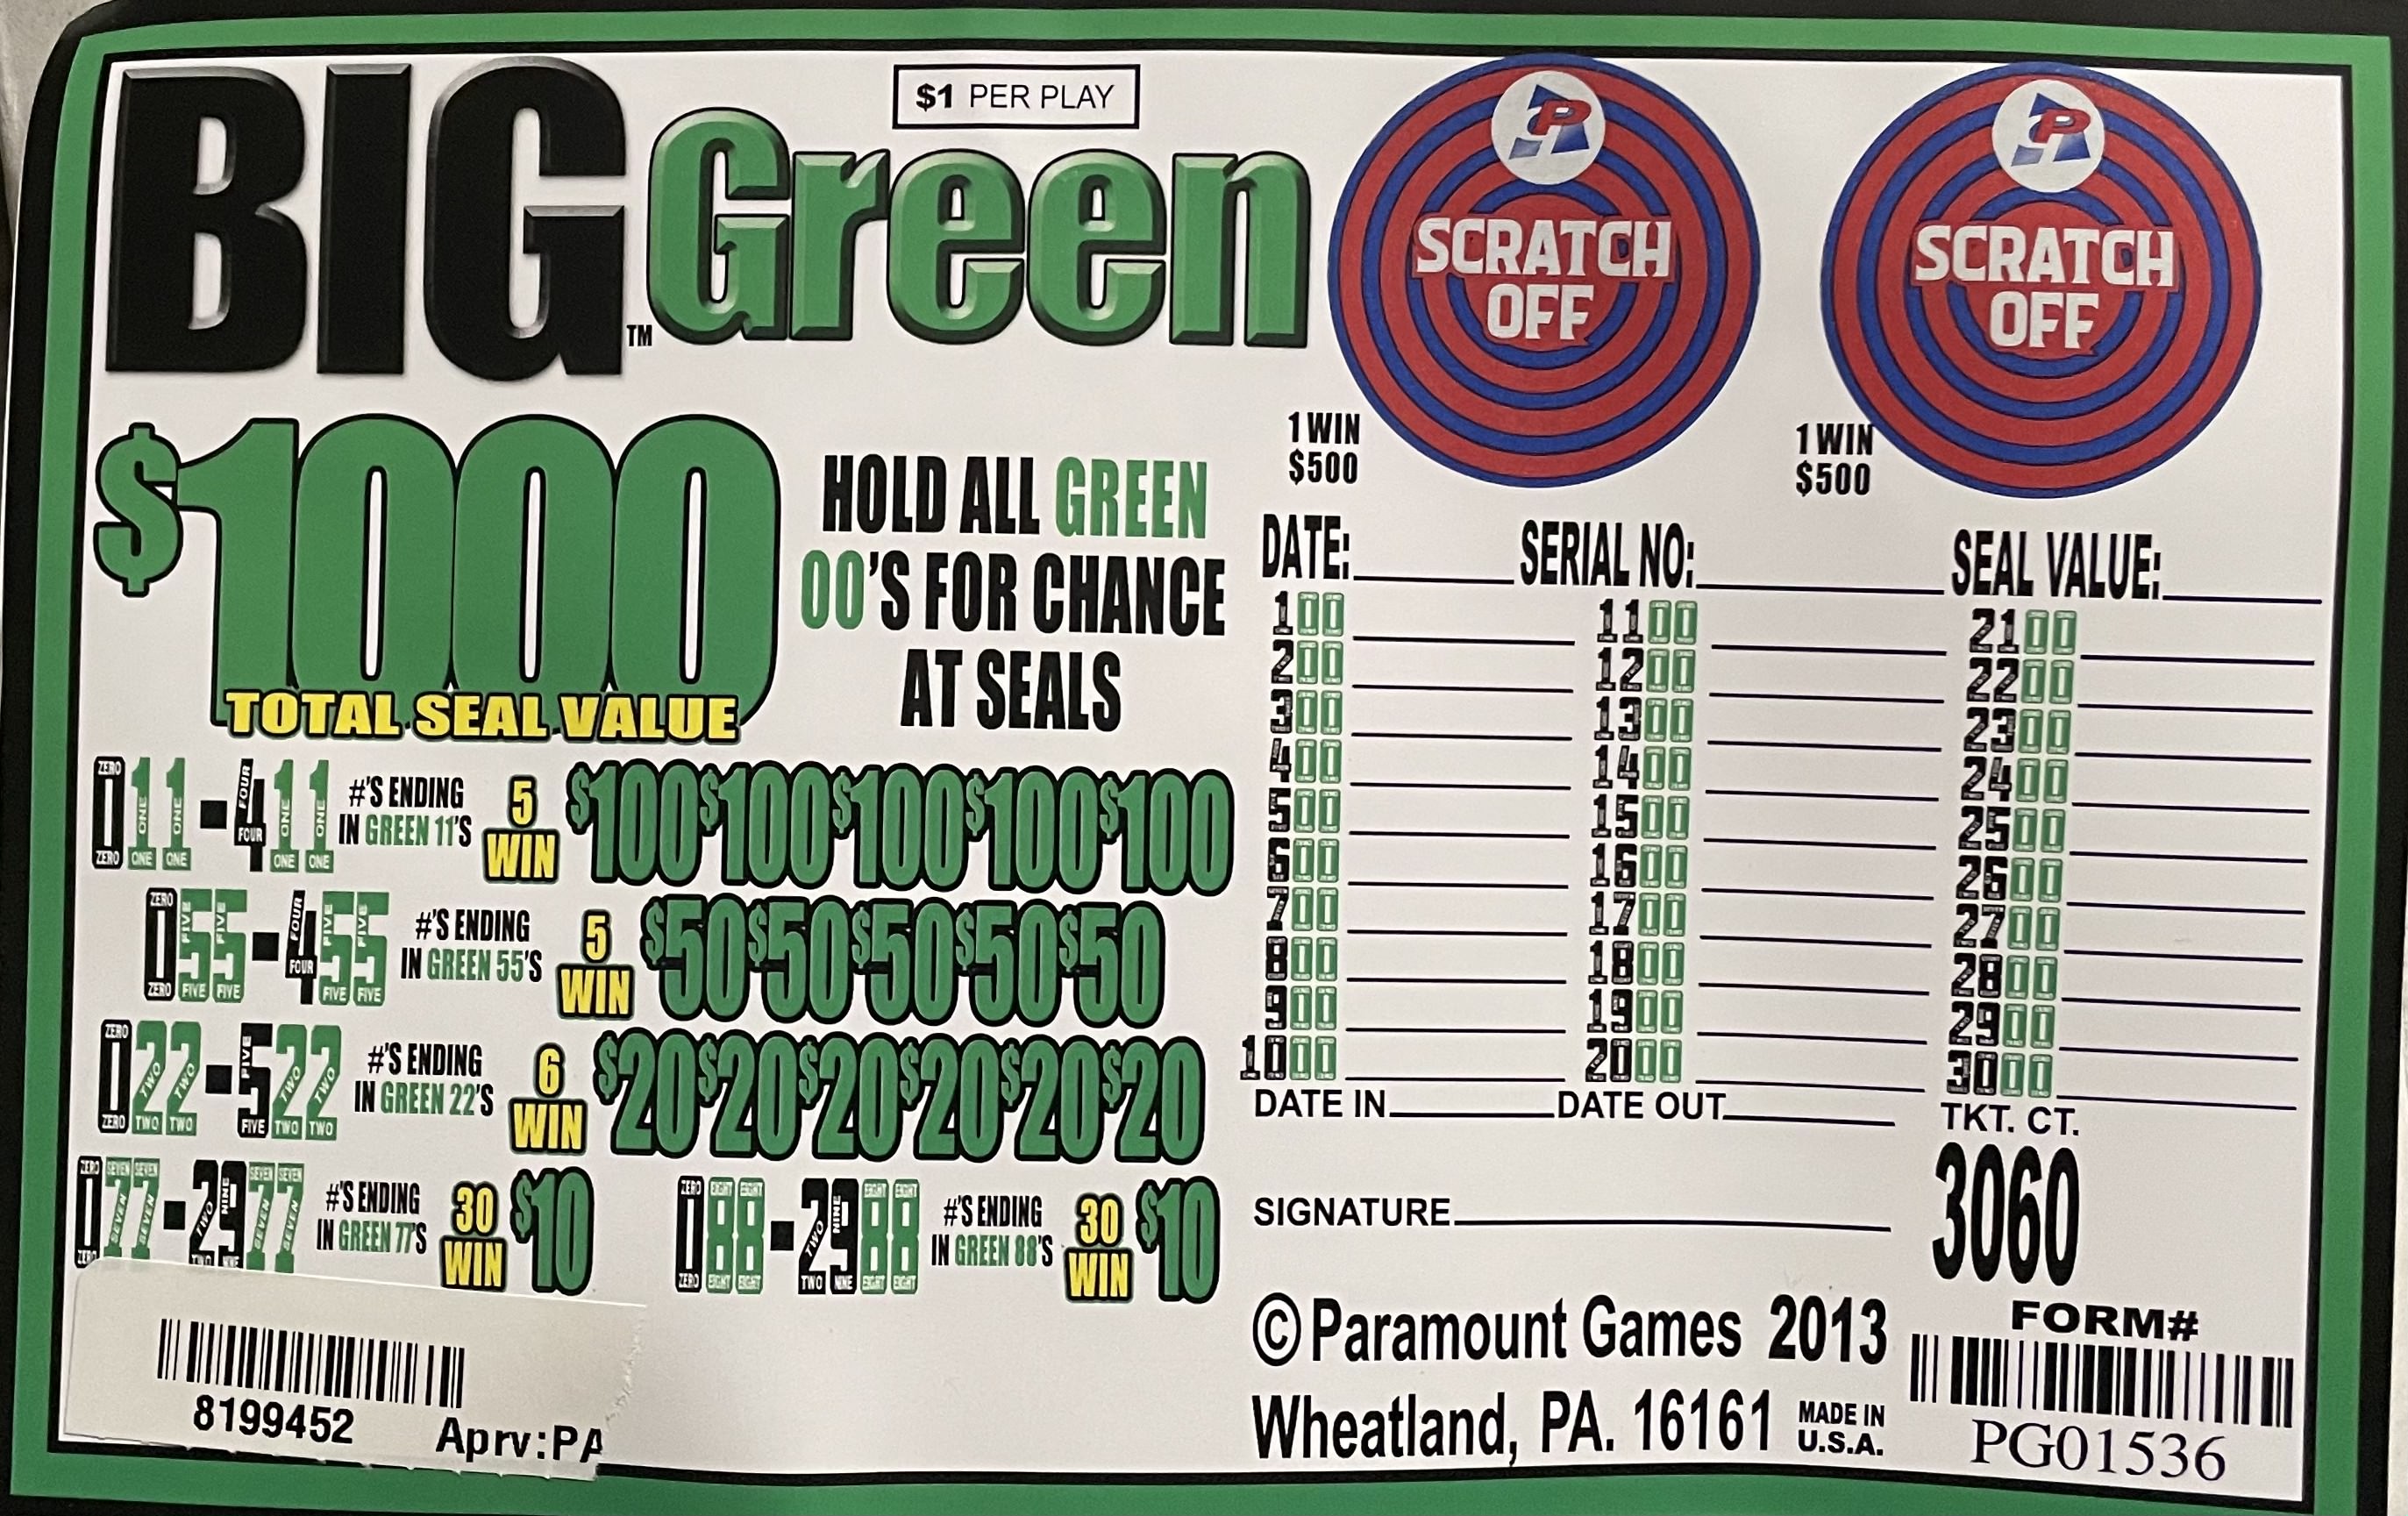 $1 PER PLAY
BIG Green
TM
SCRATCH
OFF
SCRATCH
OFF
1 WIN
$500
1 WIN
$500
$1000
TOTAL SEAL VALUE
HOLD ALL GREEN
00'S FOR CHANCE
AT SEALS
DATE: SERIAL NO: SEAL VALUE:
100 1100 2100
200 1200 2200
300 1300 2300
400 1400 2400
500 1500 2500
600 1600 2600
700 1700 2700
800 1800 2800
900 1900 2900
1000 2000 3000
011-411 #'S ENDING IN GREEN 11'S 5 WIN $100 $100 $100 $100 $100
055-455 #'S ENDING IN GREEN 55'S 5 WIN $50 $50 $50 $50 $50
022-522 #'S ENDING IN GREEN 22'S 6 WIN $20 $20 $20 $20 $20 $20
077-2977 #'S ENDING IN GREEN 77'S 30 WIN $10 088-2988 #'S ENDING IN GREEN 88'S 30 WIN $10
DATE IN DATE OUT TKT. CT.
3060
SIGNATURE
8199452 Aprv:PA
©Paramount Games 2013
Wheatland, PA. 16161 MADE IN U.S.A.
FORM#
PG01536